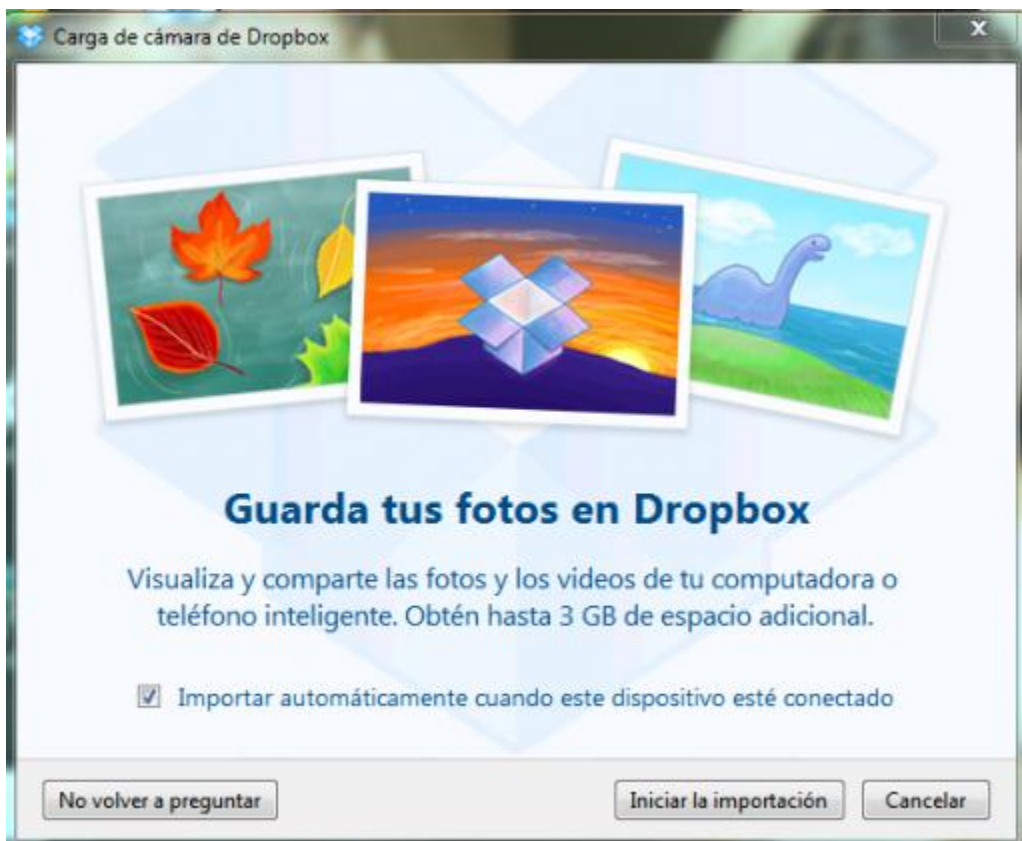 Carga de cámara de Dropbox
Guarda tus fotos en Dropbox
Visualiza y comparte las fotos y los videos de tu computadora o
teléfono inteligente. Obtén hasta 3 GB de espacio adicional.
Importar automáticamente cuando este dispositivo esté conectado
No volver a preguntar
Iniciar la importación
Cancelar